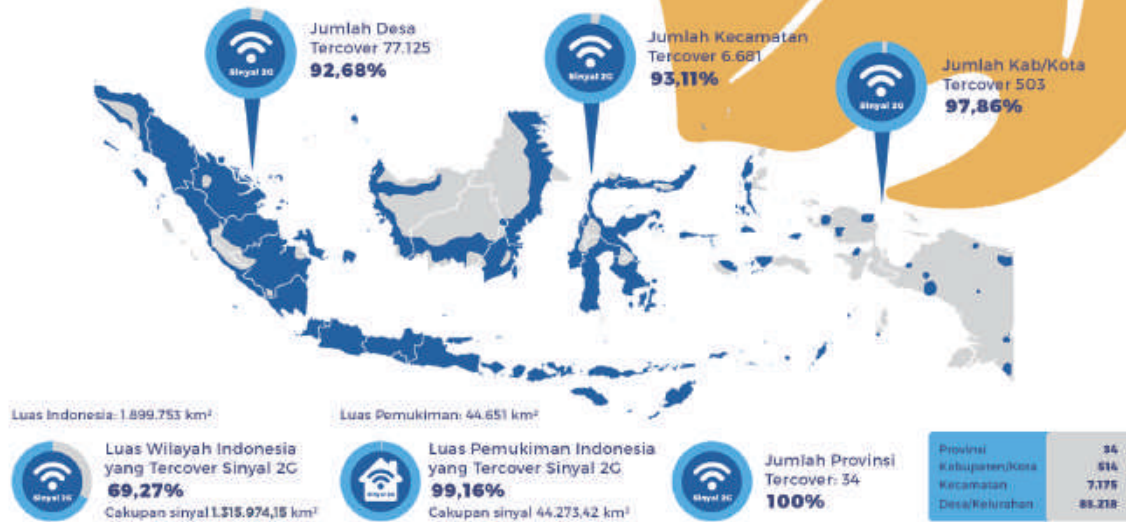 Jumlah Desa
Tercover 77.125
92,68%
Sinyal 2G
Jumlah Kecamatan
Tercover 6.681
93,11%
Sinyal 2G
Jumlah Kab/Kota
Tercover 503
97,86%
Sinyal 2G
Luas Indonesia: 1.899.753 km²
Luas Pemukiman: 44.651 km²
Luas Wilayah Indonesia
yang Tercover Sinyal 2G
69,27%
Cakupan sinyal 1.315.974,15 km²
Sinyal 2G
Luas Pemukiman Indonesia
yang Tercover Sinyal 2G
99,16%
Cakupan sinyal 44.273,42 km²
Sinyal 2G
Jumlah Provinsi
Tercover: 34
100%
Sinyal 2G
Provinsi 34
Kabupaten/Kota 514
Kecamatan 7.175
Desa/Kelurahan 83.218